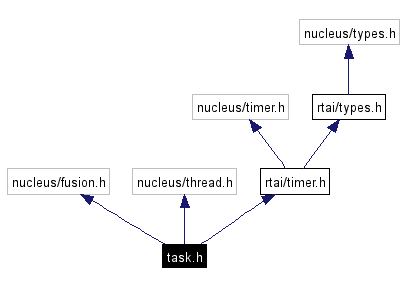 nucleus/types.h
nucleus/timer.h
rtai/types.h
nucleus/fusion.h
nucleus/thread.h
rtai/timer.h
task.h